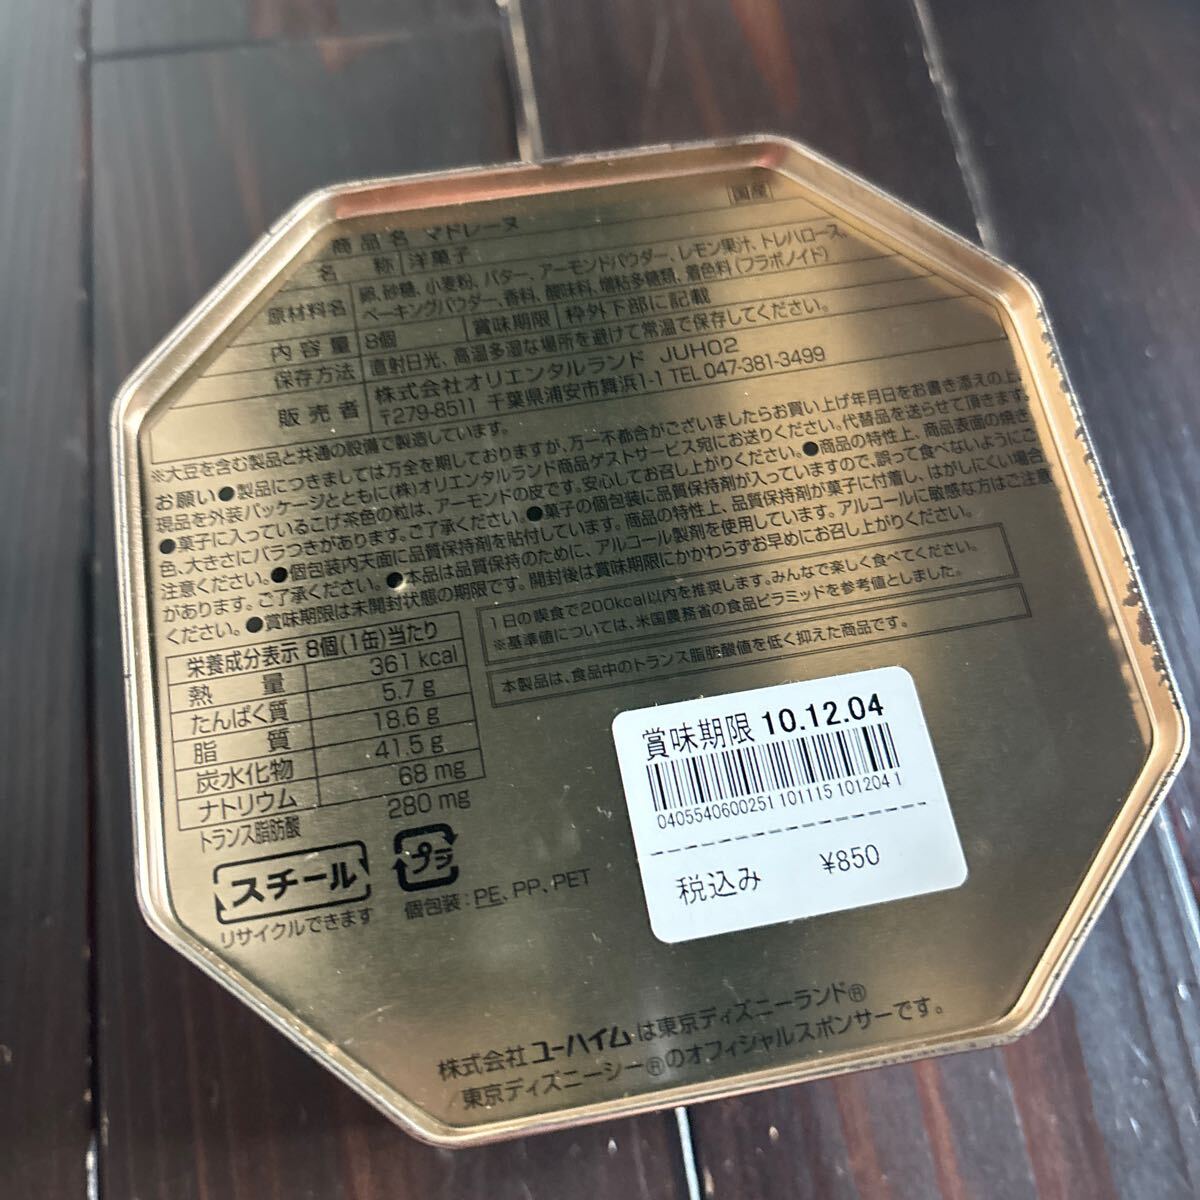 国産
商品名 マドレーヌ
名称 洋菓子
原材料名 卵、砂糖、小麦粉、バター、アーモンドパウダー、レモン果汁、トレハロース、
ベーキングパウダー、香料、酸味料、増粘多糖類、着色料(フラボノイド)
内容量 8個 賞味期限 枠外下部に記載
保存方法 直射日光、高温多湿な場所を避けて常温で保存してください。
販売者 株式会社オリエンタルランド JUH02
〒279-8511 千葉県浦安市舞浜1-1 TEL 047-381-3499
※大豆を含む製品と共通の設備で製造しています。
お願い●製品につきましては万全を期しておりますが、万一不都合がございましたらお買い上げ年月日をお書き添えの上、
現品を外装パッケージとともに(株)オリエンタルランド商品ゲストサービス宛にお送りください。代替品を送らせて頂きます。
●菓子に入っているこげ茶色の粒は、アーモンドの皮です。安心してお召し上がりください。●商品の特性上、商品表面の焼き
色、大きさにバラつきがあります。ご了承ください。●菓子の個包装に品質保持剤が入っていますので、誤って食べないようにご
注意ください。●個包装内天面に品質保持剤を貼付しています。商品の特性上、品質保持剤が菓子に付着し、はがしにくい場合
があります。ご了承ください。●本品は品質保持のために、アルコール製剤を使用しています。アルコールに敏感な方はご注意
ください。●賞味期限は未開封状態の期限です。開封後は賞味期限にかかわらずお早めにお召し上がりください。
1日の喫食で200kcal以内を推奨します。みんなで楽しく食べてください。
※基準値については、米国農務省の食品ピラミッドを参考値としました。
本製品は、食品中のトランス脂肪酸値を低く抑えた商品です。
栄養成分表示 8個(1缶)当たり
熱量 361 kcal
たんぱく質 5.7 g
脂質 18.6 g
炭水化物 41.5 g
ナトリウム 68 mg
トランス脂肪酸 280 mg
賞味期限 10.12.04
0405540600251 101115 101204 1
税込み ¥850
スチール
リサイクルできます
プラ
個包装:PE、PP、PET
株式会社 ユーハイムは東京ディズニーランド®
東京ディズニーシー®のオフィシャルスポンサーです。